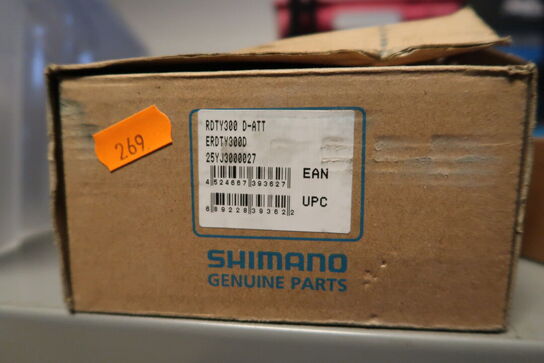 269
RDTY300 D-ATT
ERDTY300D
25YJ3000027
EAN
4 524667 393627
UPC
6 89228 39362 2
SHIMANO
GENUINE PARTS